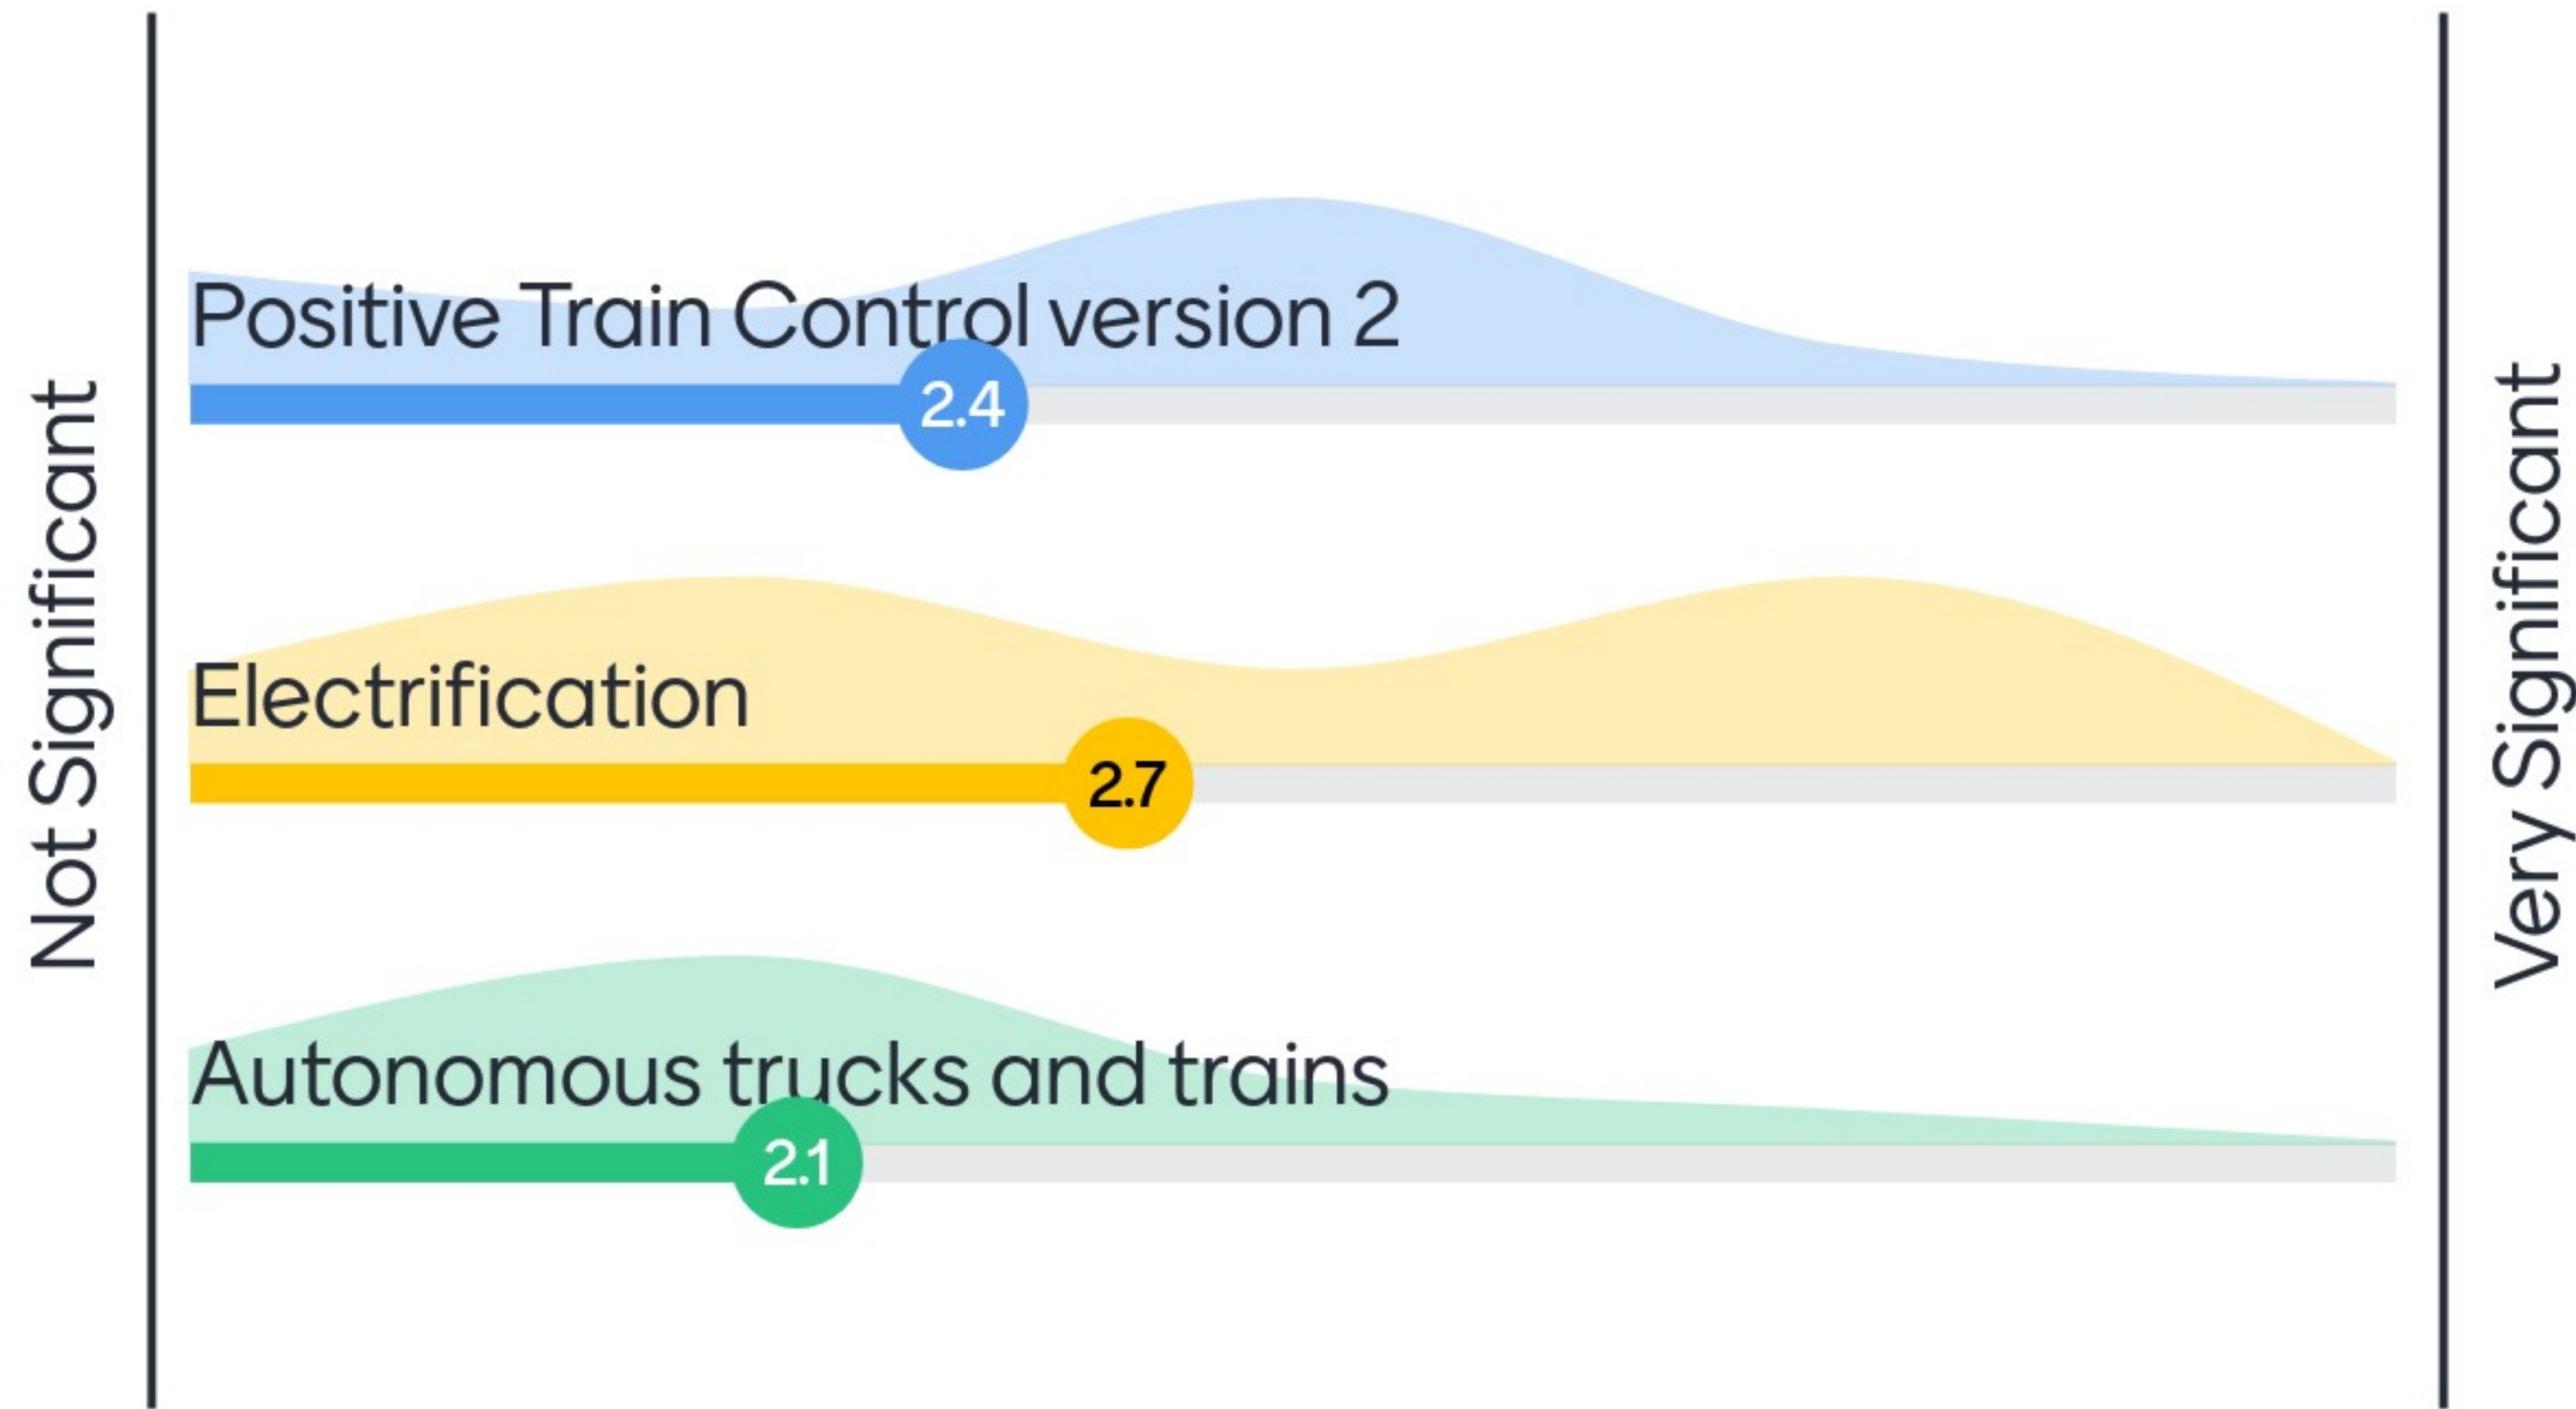 Not Significant
Positive Train Control version 2
2.4
Electrification
2.7
Autonomous trucks and trains
2.1
Very Significant